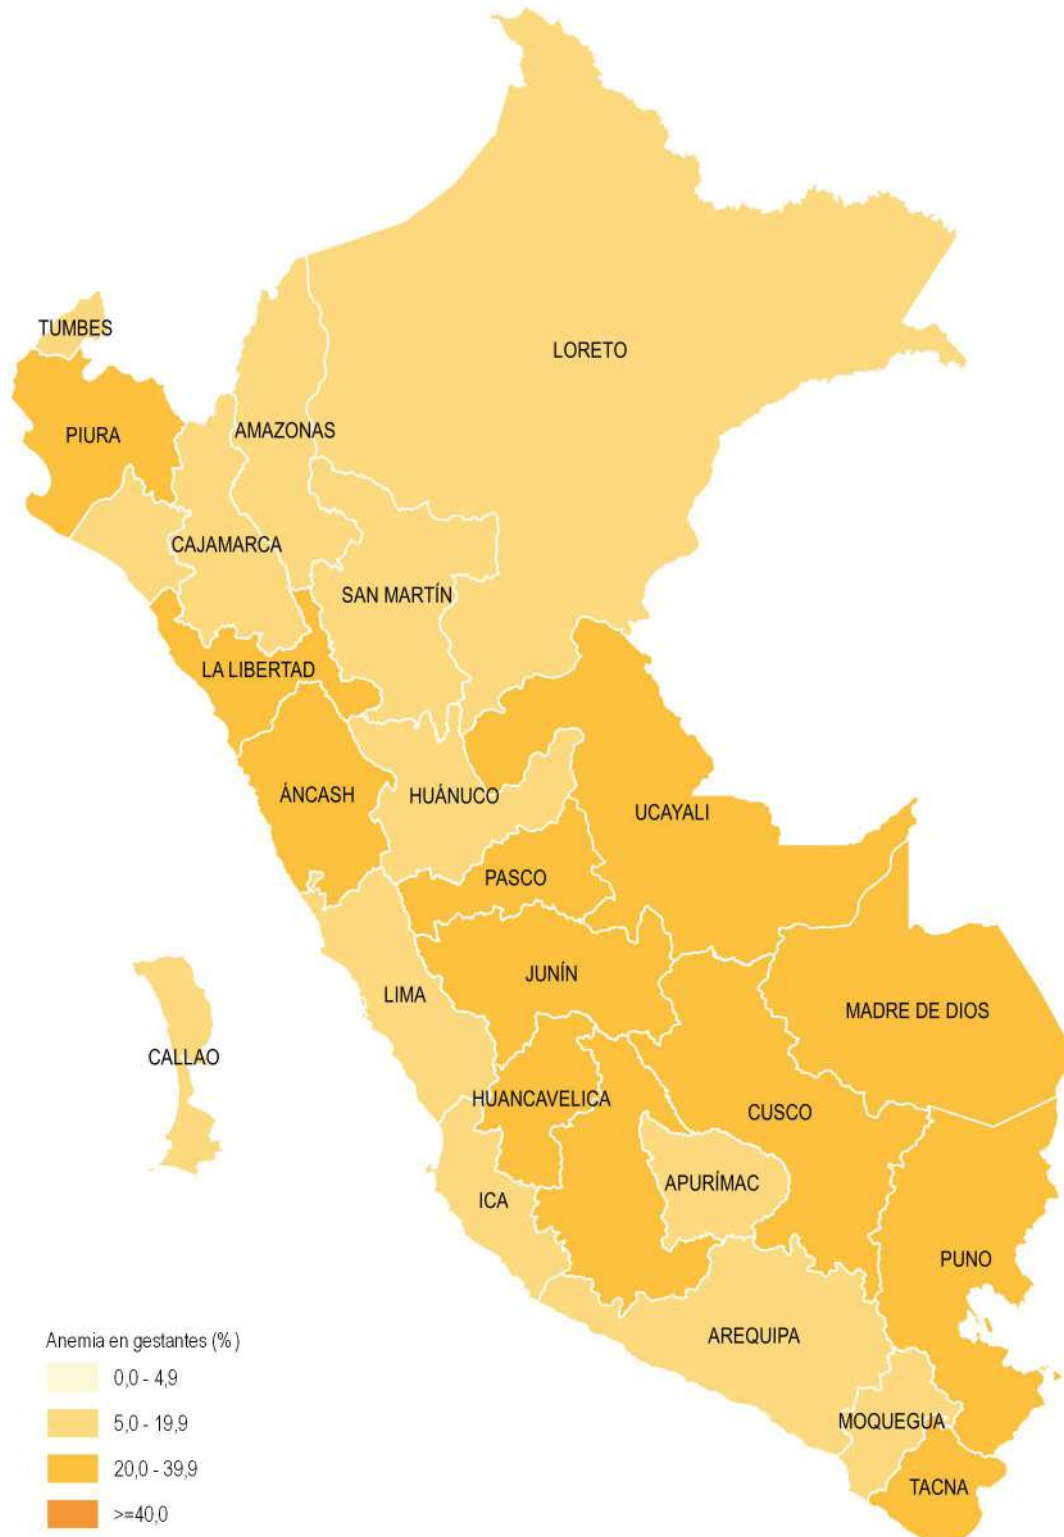 TUMBES
LORETO
PIURA
AMAZONAS
CAJAMARCA
SAN MARTÍN
LA LIBERTAD
ÁNCASH
HUÁNUCO
UCAYALI
PASCO
JUNÍN
LIMA
MADRE DE DIOS
CALLAO
HUANCAVELICA
CUSCO
APURÍMAC
ICA
PUNO
AREQUIPA
MOQUEGUA
TACNA
Anemia en gestantes (%)
0,0 - 4,9
5,0 - 19,9
20,0 - 39,9
>=40,0